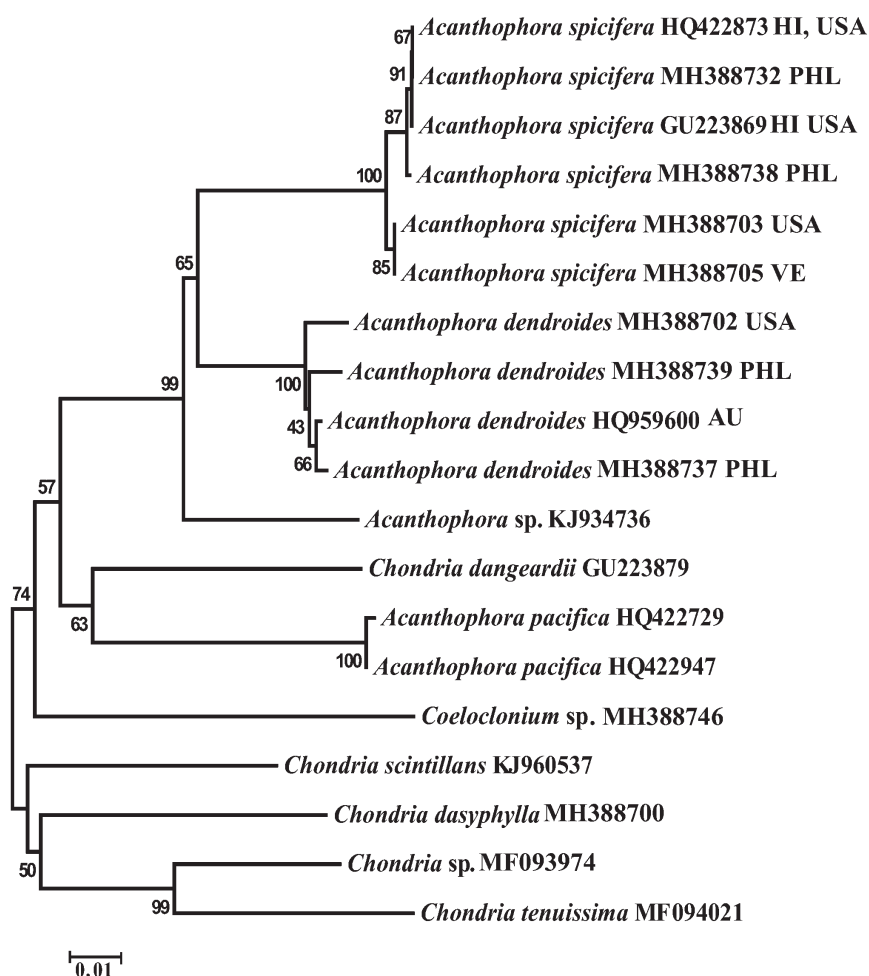 67
Acanthophora spicifera HQ422873 HI, USA
91
Acanthophora spicifera MH388732 PHL
87
Acanthophora spicifera GU223869 HI USA
100
Acanthophora spicifera MH388738 PHL
Acanthophora spicifera MH388703 USA
65
85
Acanthophora spicifera MH388705 VE
Acanthophora dendroides MH388702 USA
99
100
Acanthophora dendroides MH388739 PHL
43
Acanthophora dendroides HQ959600 AU
66
Acanthophora dendroides MH388737 PHL
57
Acanthophora sp. KJ934736
Chondria dangeardii GU223879
74
63
Acanthophora pacifica HQ422729
100
Acanthophora pacifica HQ422947
Coeloclonium sp. MH388746
Chondria scintillans KJ960537
Chondria dasyphylla MH388700
50
Chondria sp. MF093974
99
Chondria tenuissima MF094021
0.01